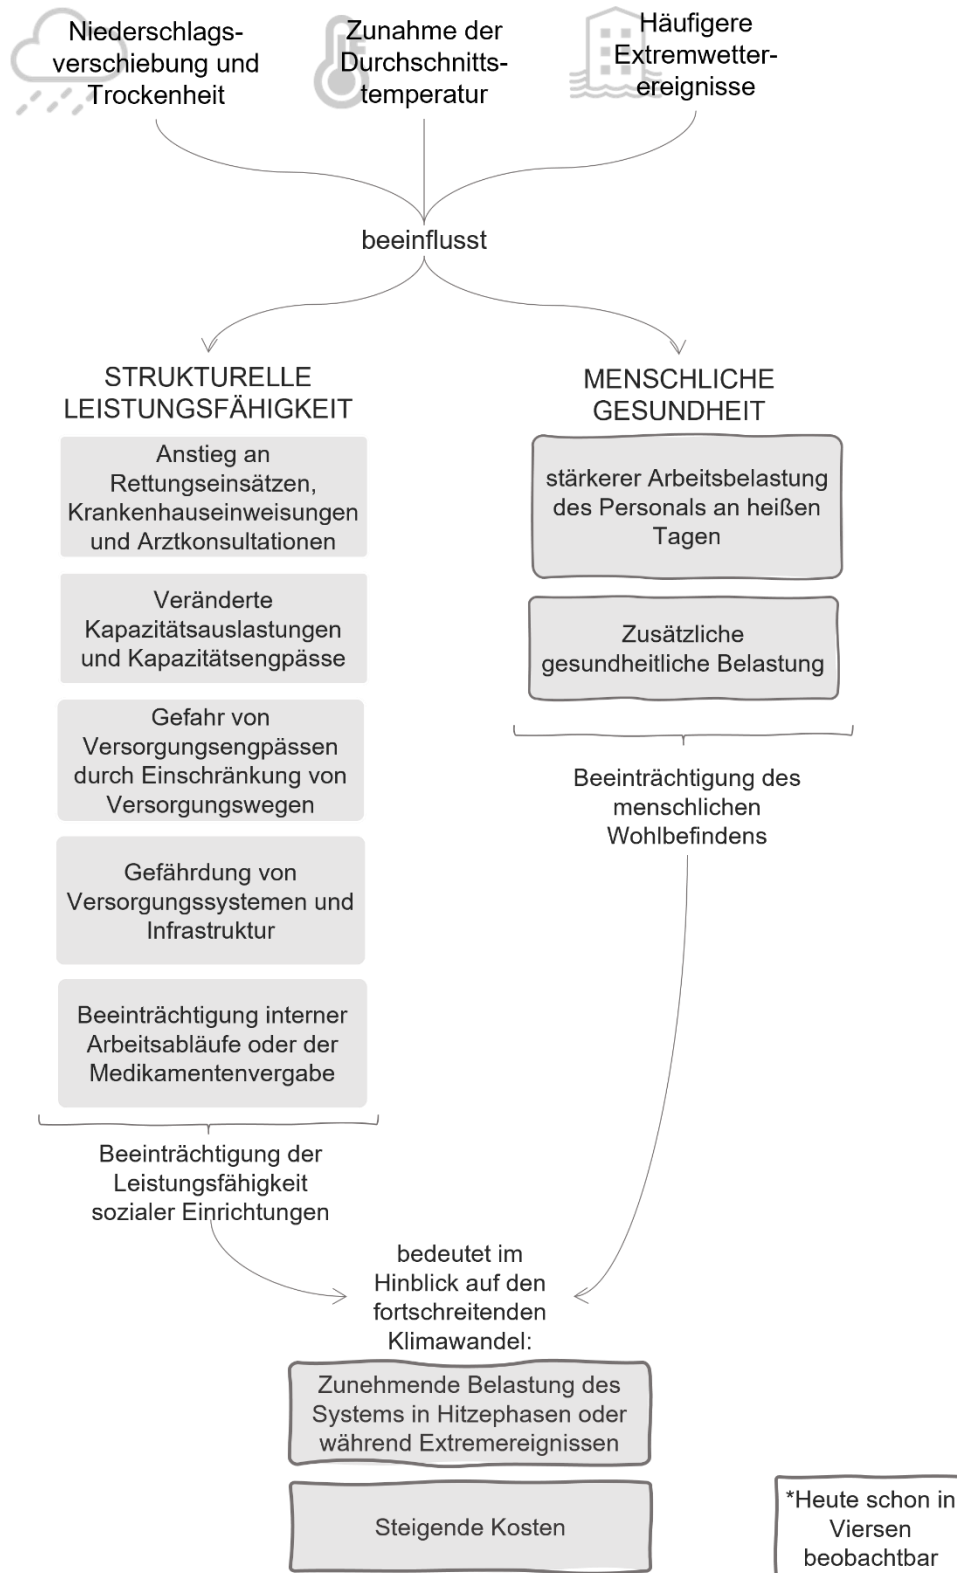 Niederschlags-
verschiebung und
Trockenheit
Zunahme der
Durchschnitts-
temperatur
Häufigere
Extremwetter-
ereignisse
beeinflusst
STRUKTURELLE
LEISTUNGSFÄHIGKEIT
Anstieg an
Rettungseinsätzen,
Krankenhauseinweisungen
und Arztkonsultationen
Veränderte
Kapazitätsauslastungen
und Kapazitätsengpässe
Gefahr von
Versorgungsengpässen
durch Einschränkung von
Versorgungswegen
Gefährdung von
Versorgungssystemen und
Infrastruktur
Beeinträchtigung interner
Arbeitsabläufe oder der
Medikamentenvergabe
Beeinträchtigung der
Leistungsfähigkeit
sozialer Einrichtungen
MENSCHLICHE
GESUNDHEIT
stärkerer Arbeitsbelastung
des Personals an heißen
Tagen
Zusätzliche
gesundheitliche Belastung
Beeinträchtigung des
menschlichen
Wohlbefindens
bedeutet im
Hinblick auf den
fortschreitenden
Klimawandel:
Zunehmende Belastung des
Systems in Hitzephasen oder
während Extremereignissen
Steigende Kosten
*Heute schon in
Viersen
beobachtbar